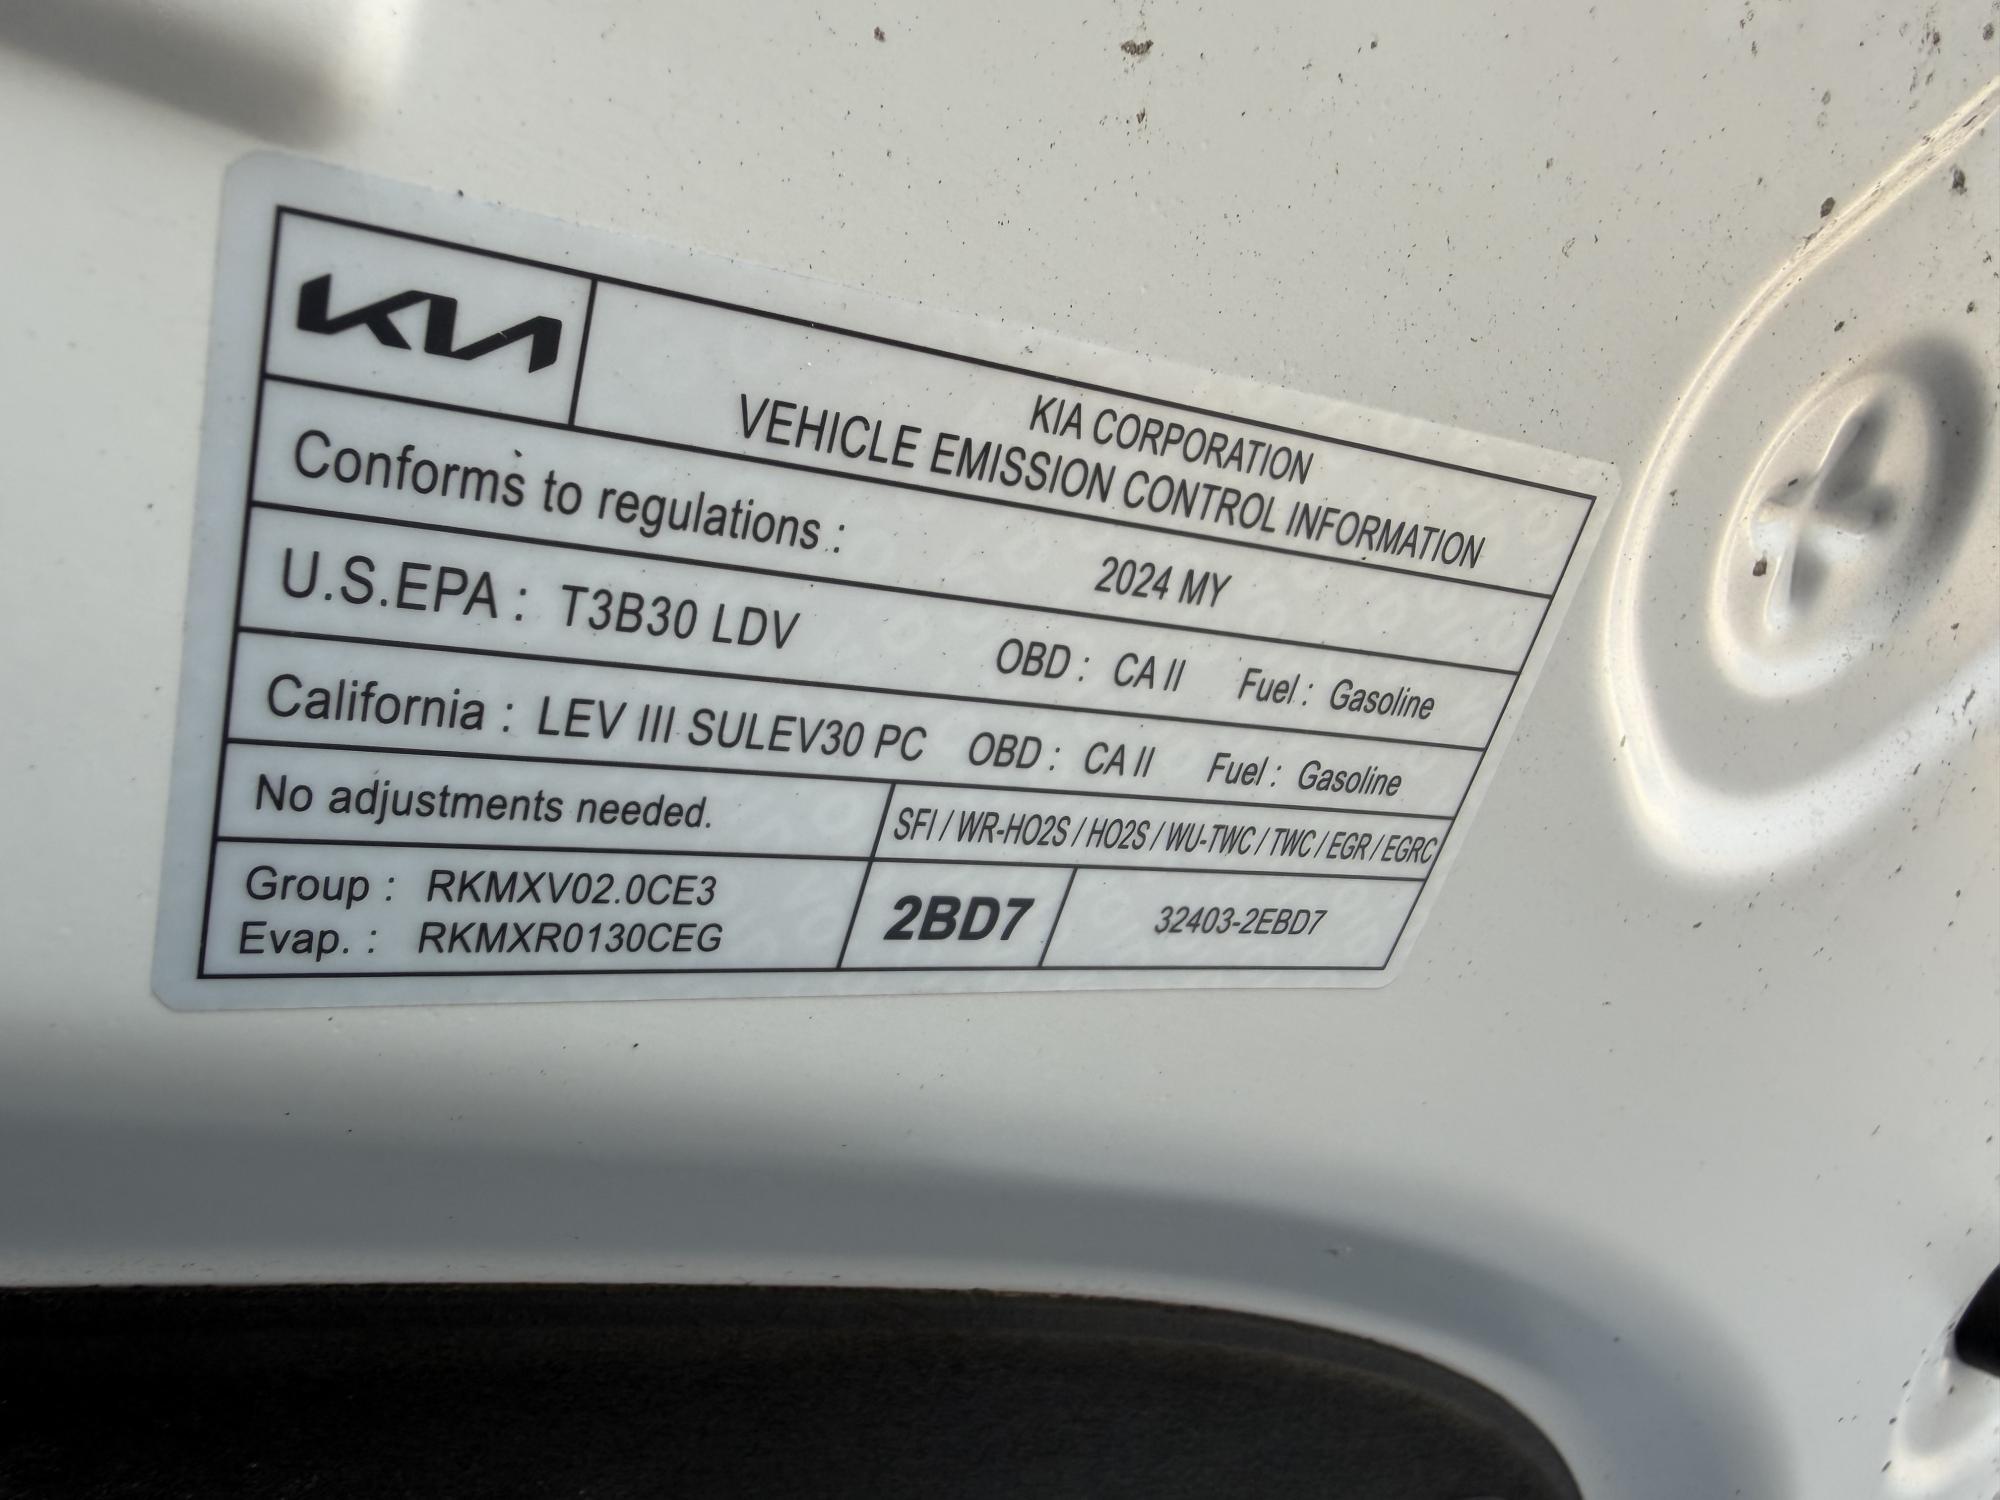 KIA
KIA CORPORATION
VEHICLE EMISSION CONTROL INFORMATION
Conforms to regulations : 2024 MY
U.S.EPA : T3B30 LDV OBD : CA II Fuel : Gasoline
California : LEV III SULEV30 PC OBD : CA II Fuel : Gasoline
No adjustments needed. SFI / WR-HO2S / HO2S / WU-TWC / TWC / EGR / EGRC
Group : RKMXV02.0CE3
Evap. : RKMXR0130CEG
2BD7 32403-2EBD7